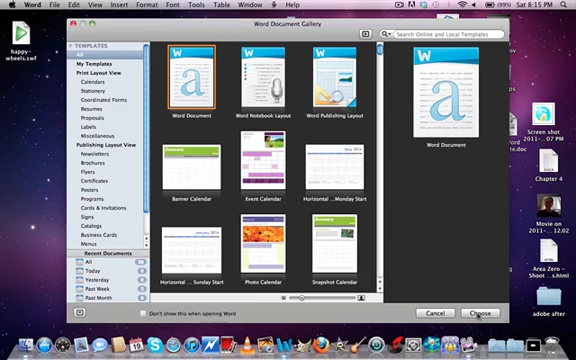 Edit View Insert Format Font Tools Table Window
(99%) Sat 8:15 PM
Word Document Gallery
Search Online and Local Templates
TEMPLATES
All
My Templates
Print Layout View
Calendars
Stationery
Coordinated Forms
Resumes
Proposals
Labels
Miscellaneous
Publishing Layout View
Newsletters
Brochures
Flyers
Certificates
Posters
Programs
Cards & Invitations
Signs
Catalogs
Business Cards
Menus
Recent Documents
All
Today
Yesterday
Past Week
Past Month
Word Document
Word Notebook Layout
Word Publishing Layout
Banner Calendar
Event Calendar
Horizontal ...Monday Start
Horizontal ... Sunday Start
Photo Calendar
Snapshot Calendar
Word Document
Don't show this when opening Word
Cancel
Choose
happy-
wheels.swf
Screen shot
2011-...07 PM
Chapter 4
Movie on
2011-... 12.02
Area Zero -
Shoot ...s.html
adobe after